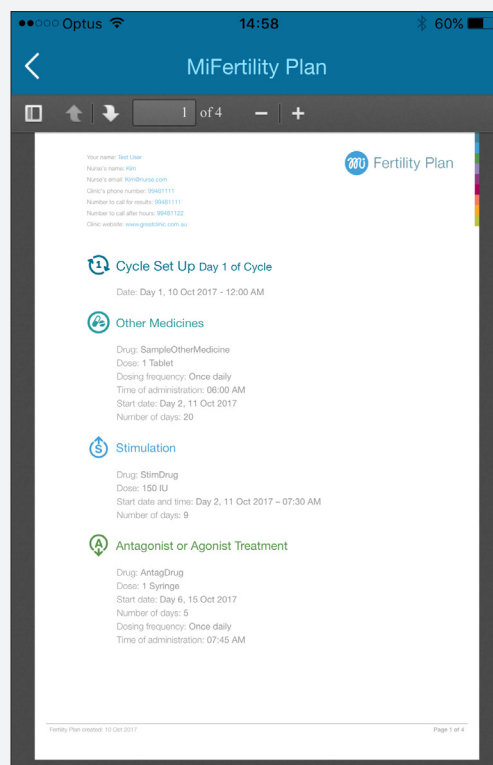 Optus 14:58 60%
MiFertility Plan
1 of 4
Your name: Test User
Nurse's name: Kim
Nurse's email: Kim@nurse.com
Clinic's phone number: 99481111
Number to call for results: 99481111
Number to call after hours: 99481122
Clinic website: www.greatclinic.com.au
mi Fertility Plan
1 Cycle Set Up Day 1 of Cycle
Date: Day 1, 10 Oct 2017 - 12:00 AM
Other Medicines
Drug: SampleOtherMedicine
Dose: 1 Tablet
Dosing frequency: Once daily
Time of administration: 06:00 AM
Start date: Day 2, 11 Oct 2017
Number of days: 20
S Stimulation
Drug: StimDrug
Dose: 150 IU
Start date and time: Day 2, 11 Oct 2017 – 07:30 AM
Number of days: 9
A Antagonist or Agonist Treatment
Drug: AntagDrug
Dose: 1 Syringe
Start date: Day 6, 15 Oct 2017
Number of days: 5
Dosing frequency: Once daily
Time of administration: 07:45 AM
Fertility Plan created: 10 Oct 2017 Page 1 of 4